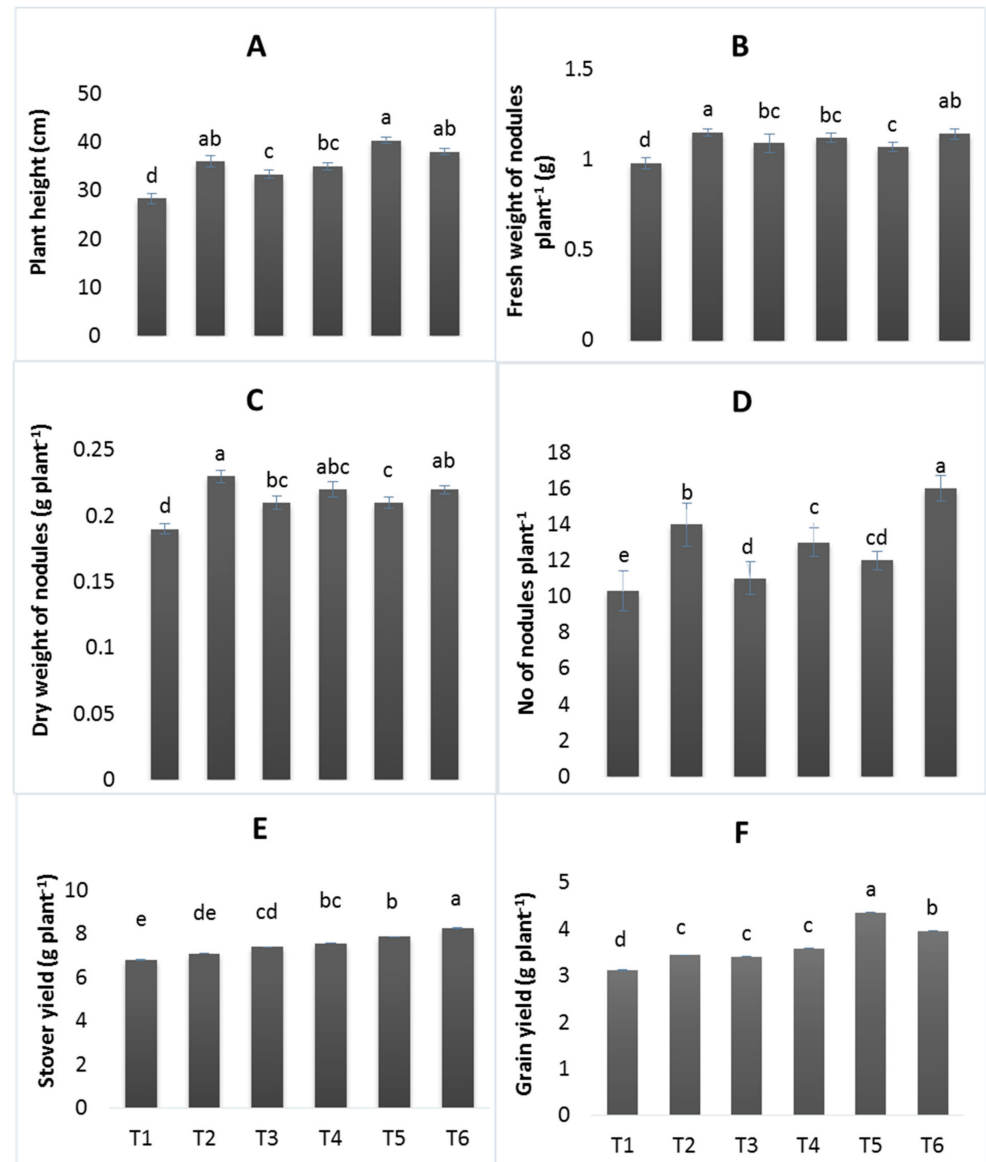 A
Plant height (cm)
50
40
30
20
10
0
d
ab
c
bc
a
ab
B
Fresh weight of nodules
plant⁻¹ (g)
1.5
1
0.5
0
d
a
bc
bc
c
ab
C
Dry weight of nodules (g plant⁻¹)
0.25
0.2
0.15
0.1
0.05
0
d
a
bc
abc
c
ab
D
No of nodules plant⁻¹
18
16
14
12
10
8
6
4
2
0
e
b
d
c
cd
a
E
Stover yield (g plant⁻¹)
10
8
6
4
2
0
e
de
cd
bc
b
a
T1 T2 T3 T4 T5 T6
F
Grain yield (g plant⁻¹)
5
4
3
2
1
0
d
c
c
c
a
b
T1 T2 T3 T4 T5 T6